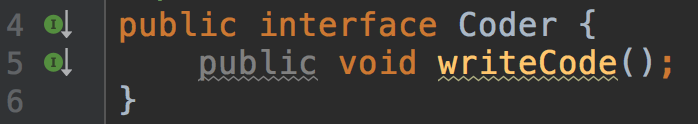 4 public interface Coder {
5 public void writeCode();
6 }